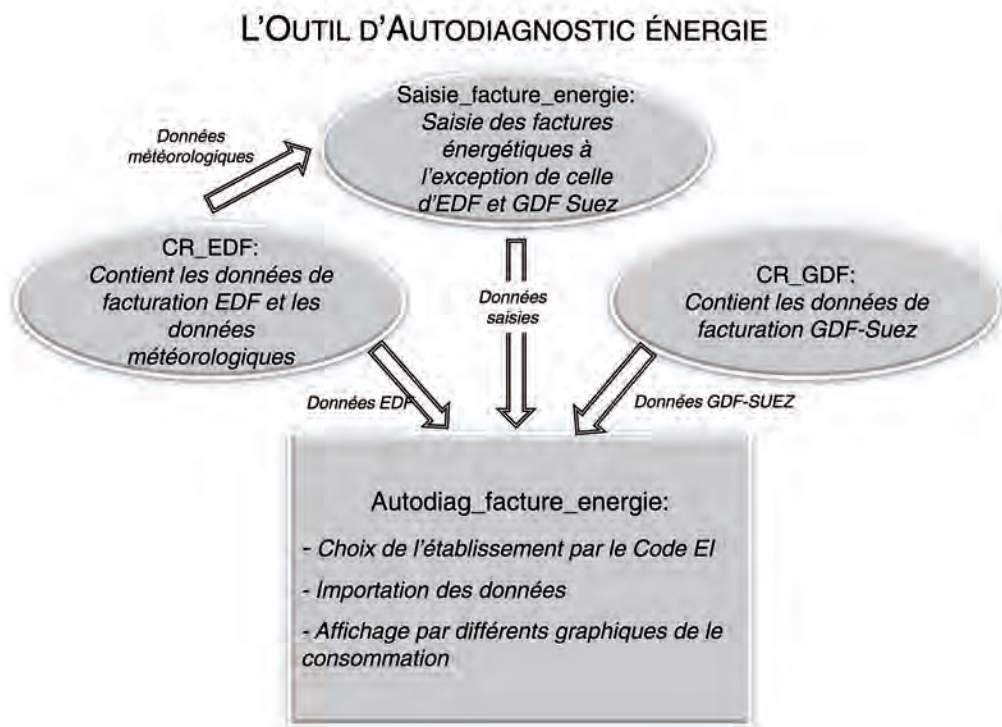 L'OUTIL D'AUTODIAGNOSTIC ÉNERGIE
Saisie_facture_energie:
Saisie des factures
énergétiques à
l'exception de celle
d'EDF et GDF Suez
Données
météorologiques
CR_EDF:
Contient les données de
facturation EDF et les
données
météorologiques
Données
saisies
CR_GDF:
Contient les données de
facturation GDF-Suez
Données EDF
Données GDF-SUEZ
Autodiag_facture_energie:
- Choix de l'établissement par le Code EI
- Importation des données
- Affichage par différents graphiques de le
consommation